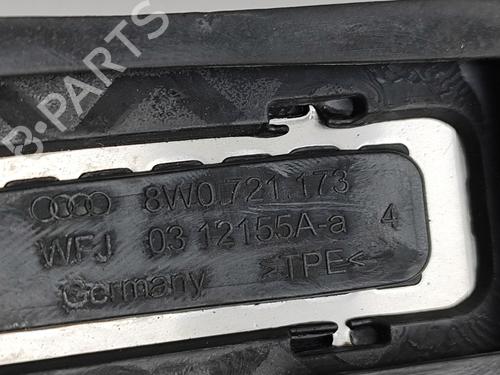 B-PARTS
8W0.721.173
WFJ 03 12155A-a 4
Germany >TPE<